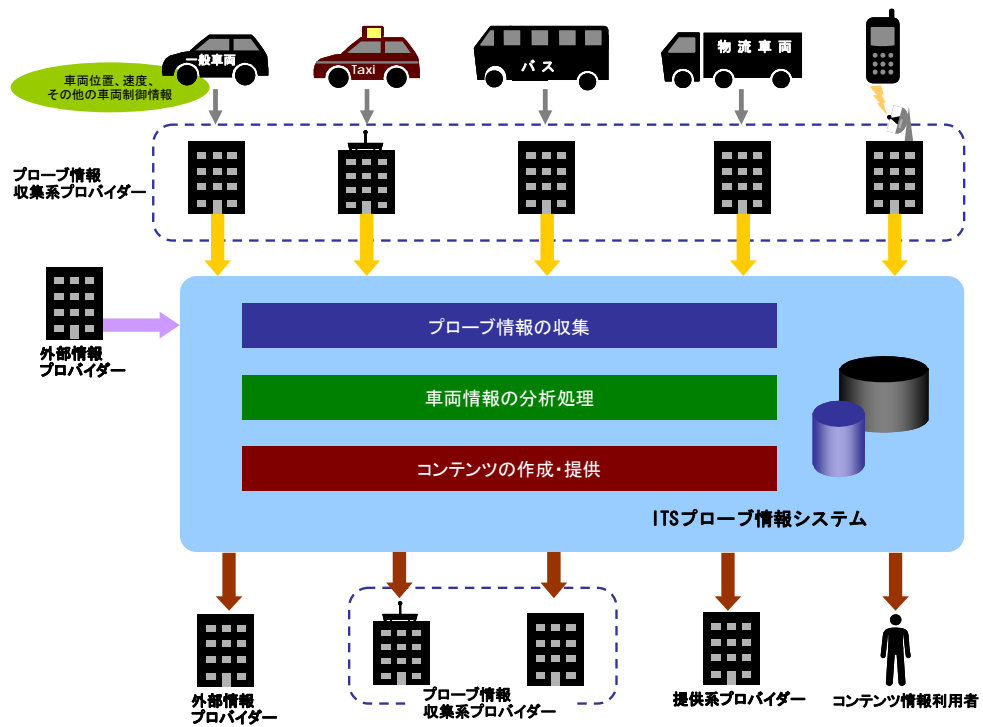 一般車両
Taxi
バス
物流車両
車両位置、速度、
その他の車両制御情報
プローブ情報
収集系プロバイダー
外部情報
プロバイダー
プローブ情報の収集
車両情報の分析処理
コンテンツの作成・提供
ITSプローブ情報システム
外部情報
プロバイダー
プローブ情報
収集系プロバイダー
提供系プロバイダー
コンテンツ情報利用者